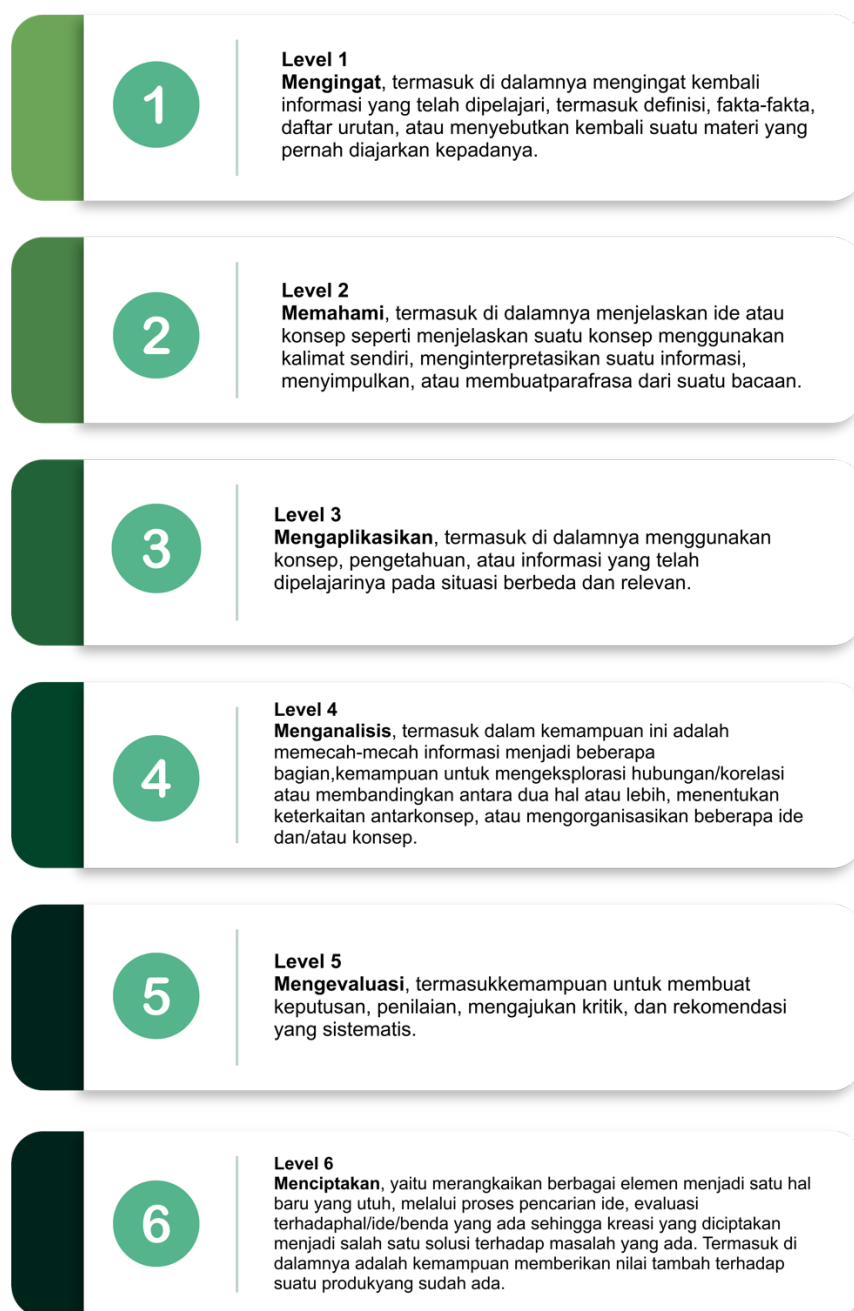 1
Level 1
Mengingat, termasuk di dalamnya mengingat kembali
informasi yang telah dipelajari, termasuk definisi, fakta-fakta,
daftar urutan, atau menyebutkan kembali suatu materi yang
pernah diajarkan kepadanya.
2
Level 2
Memahami, termasuk di dalamnya menjelaskan ide atau
konsep seperti menjelaskan suatu konsep menggunakan
kalimat sendiri, menginterpretasikan suatu informasi,
menyimpulkan, atau membuatparafrasa dari suatu bacaan.
3
Level 3
Mengaplikasikan, termasuk di dalamnya menggunakan
konsep, pengetahuan, atau informasi yang telah
dipelajarinya pada situasi berbeda dan relevan.
4
Level 4
Menganalisis, termasuk dalam kemampuan ini adalah
memecah-mecah informasi menjadi beberapa
bagian,kemampuan untuk mengeksplorasi hubungan/korelasi
atau membandingkan antara dua hal atau lebih, menentukan
keterkaitan antarkonsep, atau mengorganisasikan beberapa ide
dan/atau konsep.
5
Level 5
Mengevaluasi, termasukkemampuan untuk membuat
keputusan, penilaian, mengajukan kritik, dan rekomendasi
yang sistematis.
6
Level 6
Menciptakan, yaitu merangkaikan berbagai elemen menjadi satu hal
baru yang utuh, melalui proses pencarian ide, evaluasi
terhadaphal/ide/benda yang ada sehingga kreasi yang diciptakan
menjadi salah satu solusi terhadap masalah yang ada. Termasuk di
dalamnya adalah kemampuan memberikan nilai tambah terhadap
suatu produkyang sudah ada.